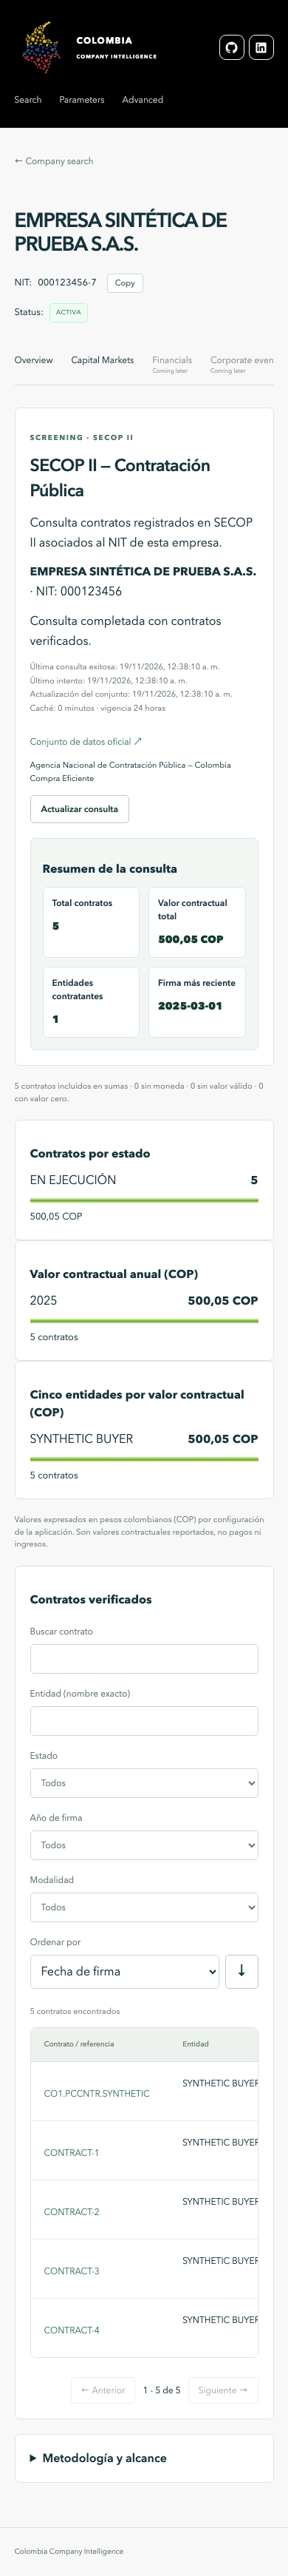 COLOMBIA
COMPANY INTELLIGENCE
Search Parameters Advanced
← Company search
EMPRESA SINTÉTICA DE
PRUEBA S.A.S.
NIT: 000123456-7 Copy
Status: ACTIVA
Overview Capital Markets Financials Corporate even
Coming later Coming later
SCREENING · SECOP II
SECOP II — Contratación
Pública
Consulta contratos registrados en SECOP
II asociados al NIT de esta empresa.
EMPRESA SINTÉTICA DE PRUEBA S.A.S.
· NIT: 000123456
Consulta completada con contratos
verificados.
Última consulta exitosa: 19/11/2026, 12:38:10 a. m.
Último intento: 19/11/2026, 12:38:10 a. m.
Actualización del conjunto: 19/11/2026, 12:38:10 a. m.
Caché: 0 minutos · vigencia 24 horas
Conjunto de datos oficial ↗
Agencia Nacional de Contratación Pública — Colombia
Compra Eficiente
Actualizar consulta
Resumen de la consulta
Total contratos
5
Valor contractual
total
500,05 COP
Entidades
contratantes
1
Firma más reciente
2025-03-01
5 contratos incluidos en sumas · 0 sin moneda · 0 sin valor válido · 0
con valor cero.
Contratos por estado
EN EJECUCIÓN 5
500,05 COP
Valor contractual anual (COP)
2025 500,05 COP
5 contratos
Cinco entidades por valor contractual
(COP)
SYNTHETIC BUYER 500,05 COP
5 contratos
Valores expresados en pesos colombianos (COP) por configuración
de la aplicación. Son valores contractuales reportados, no pagos ni
ingresos.
Contratos verificados
Buscar contrato
Entidad (nombre exacto)
Estado
Todos
Año de firma
Todos
Modalidad
Todos
Ordenar por
Fecha de firma ↓
5 contratos encontrados
Contrato / referencia Entidad
CO1.PCCNTR.SYNTHETIC SYNTHETIC BUYER
CONTRACT-1 SYNTHETIC BUYER
CONTRACT-2 SYNTHETIC BUYER
CONTRACT-3 SYNTHETIC BUYER
CONTRACT-4 SYNTHETIC BUYER
← Anterior 1 - 5 de 5 Siguiente →
▶ Metodología y alcance
Colombia Company Intelligence